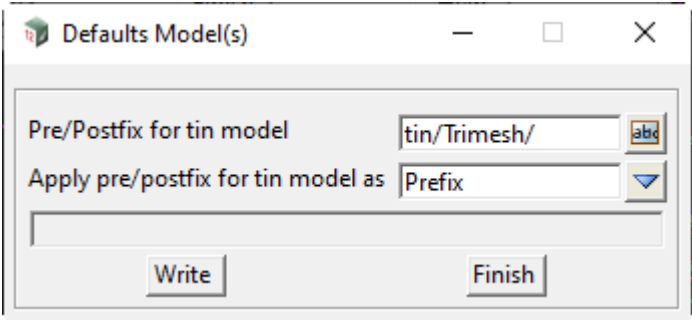 Defaults Model(s)
Pre/Postfix for tin model tin/Trimesh/ abc
Apply pre/postfix for tin model as Prefix
Write Finish